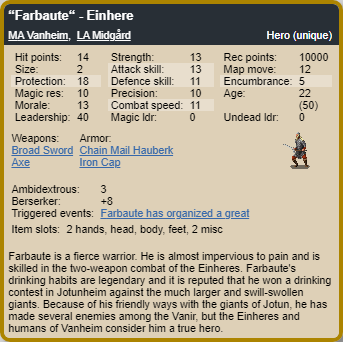 “Farbaute“ - Einhere
MA Vanheim, LA Midgård Hero (unique)
Hit points: 14 Strength: 13 Rec points: 10000
Size: 2 Attack skill: 13 Map move: 12
Protection: 18 Defence skill: 11 Encumbrance: 5
Magic res: 10 Precision: 10 Age: 22
Morale: 13 Combat speed: 11 (50)
Leadership: 40 Magic ldr: 0 Undead ldr: 0
Weapons: Armor:
Broad Sword Chain Mail Hauberk
Axe Iron Cap
Ambidextrous: 3
Berserker: +8
Triggered events: Farbaute has organized a great
Item slots: 2 hands, head, body, feet, 2 misc
Farbaute is a fierce warrior. He is almost impervious to pain and is
skilled in the two-weapon combat of the Einheres. Farbaute's
drinking habits are legendary and it is reputed that he won a drinking
contest in Jotunheim against the much larger and swill-swollen
giants. Because of his friendly ways with the giants of Jotun, he has
made several enemies among the Vanir, but the Einheres and
humans of Vanheim consider him a true hero.